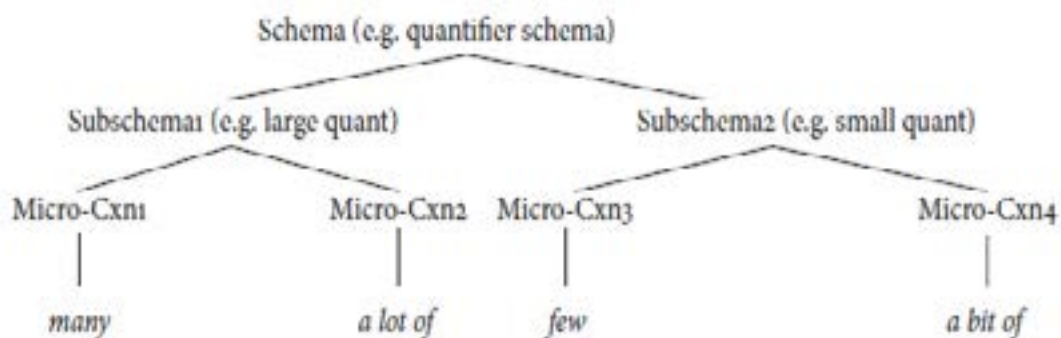 Schema (e.g. quantifier schema)
Subschema1 (e.g. large quant) Subschema2 (e.g. small quant)
Micro-Cxn1 Micro-Cxn2 Micro-Cxn3 Micro-Cxn4
many a lot of few a bit of